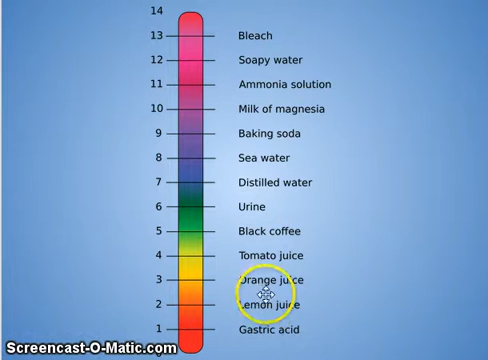 14
13 Bleach
12 Soapy water
11 Ammonia solution
10 Milk of magnesia
9 Baking soda
8 Sea water
7 Distilled water
6 Urine
5 Black coffee
4 Tomato juice
3 Orange juice
2 Lemon juice
1 Gastric acid
Screencast-O-Matic.com